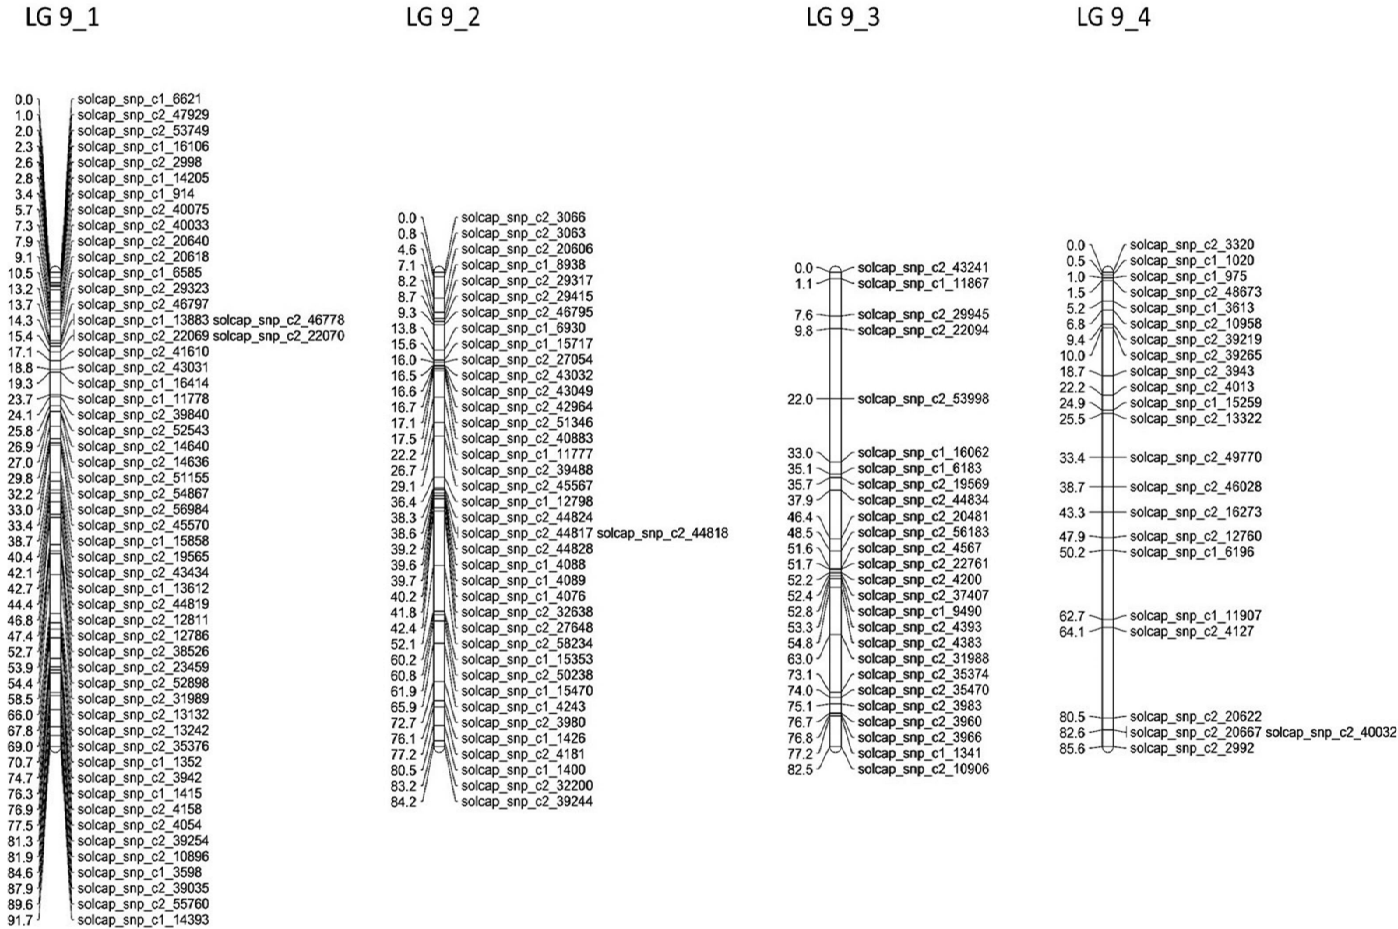 LG 9_1
0.0 solcap_snp_c1_6621
1.0 solcap_snp_c2_47929
2.0 solcap_snp_c2_53749
2.3 solcap_snp_c1_16106
2.6 solcap_snp_c2_2998
2.8 solcap_snp_c1_14205
3.4 solcap_snp_c1_914
5.7 solcap_snp_c2_40075
7.3 solcap_snp_c2_40033
7.9 solcap_snp_c2_20640
9.1 solcap_snp_c2_20618
10.5 solcap_snp_c1_6585
13.2 solcap_snp_c2_29323
13.7 solcap_snp_c2_46797
14.3 solcap_snp_c1_13883 solcap_snp_c2_46778
15.4 solcap_snp_c2_22069 solcap_snp_c2_22070
17.1 solcap_snp_c2_41610
18.8 solcap_snp_c2_43031
19.3 solcap_snp_c1_16414
23.7 solcap_snp_c1_11778
24.1 solcap_snp_c2_39840
25.8 solcap_snp_c2_52543
26.9 solcap_snp_c2_14640
27.0 solcap_snp_c2_14636
29.8 solcap_snp_c2_51155
32.2 solcap_snp_c2_54867
33.0 solcap_snp_c2_56984
33.4 solcap_snp_c2_45570
38.7 solcap_snp_c1_15858
40.4 solcap_snp_c2_19565
42.1 solcap_snp_c2_43434
42.7 solcap_snp_c1_13612
44.4 solcap_snp_c2_44819
46.8 solcap_snp_c2_12811
47.4 solcap_snp_c2_12786
52.7 solcap_snp_c2_38526
53.9 solcap_snp_c2_23459
54.4 solcap_snp_c2_52898
58.5 solcap_snp_c2_31989
66.0 solcap_snp_c2_13132
67.8 solcap_snp_c2_13242
69.0 solcap_snp_c2_35376
70.7 solcap_snp_c1_1352
74.7 solcap_snp_c2_3942
76.3 solcap_snp_c1_1415
76.9 solcap_snp_c2_4158
77.5 solcap_snp_c2_4054
81.3 solcap_snp_c2_39254
81.9 solcap_snp_c2_10896
84.6 solcap_snp_c1_3598
87.9 solcap_snp_c2_39035
89.6 solcap_snp_c2_55760
91.7 solcap_snp_c1_14393
LG 9_2
0.0 solcap_snp_c2_3066
0.8 solcap_snp_c2_3063
4.6 solcap_snp_c2_20606
7.1 solcap_snp_c1_8938
8.2 solcap_snp_c2_29317
8.7 solcap_snp_c2_29415
9.3 solcap_snp_c2_46795
13.8 solcap_snp_c1_6930
15.6 solcap_snp_c1_15717
16.0 solcap_snp_c2_27054
16.5 solcap_snp_c2_43032
16.6 solcap_snp_c2_43049
16.7 solcap_snp_c2_42964
17.1 solcap_snp_c2_51346
17.5 solcap_snp_c2_40883
22.2 solcap_snp_c1_11777
26.7 solcap_snp_c2_39488
29.1 solcap_snp_c2_45567
36.4 solcap_snp_c1_12798
38.3 solcap_snp_c2_44824
38.6 solcap_snp_c2_44817 solcap_snp_c2_44818
39.2 solcap_snp_c2_44828
39.6 solcap_snp_c1_4088
39.7 solcap_snp_c1_4089
40.2 solcap_snp_c1_4076
41.8 solcap_snp_c2_32638
42.4 solcap_snp_c2_27648
52.1 solcap_snp_c2_58234
60.2 solcap_snp_c1_15353
60.8 solcap_snp_c2_50238
61.9 solcap_snp_c1_15470
65.9 solcap_snp_c1_4243
72.7 solcap_snp_c2_3980
76.1 solcap_snp_c1_1426
77.2 solcap_snp_c2_4181
80.5 solcap_snp_c1_1400
83.2 solcap_snp_c2_32200
84.2 solcap_snp_c2_39244
LG 9_3
0.0 solcap_snp_c2_43241
1.1 solcap_snp_c1_11867
7.6 solcap_snp_c2_29945
9.8 solcap_snp_c2_22094
22.0 solcap_snp_c2_53998
33.0 solcap_snp_c1_16062
35.1 solcap_snp_c1_6183
35.7 solcap_snp_c2_19569
37.9 solcap_snp_c2_44834
46.4 solcap_snp_c2_20481
48.5 solcap_snp_c2_56183
51.6 solcap_snp_c2_4567
51.7 solcap_snp_c2_22761
52.2 solcap_snp_c2_4200
52.4 solcap_snp_c2_37407
52.8 solcap_snp_c1_9490
53.3 solcap_snp_c2_4393
54.8 solcap_snp_c2_4383
63.0 solcap_snp_c2_31988
73.1 solcap_snp_c2_35374
74.0 solcap_snp_c2_35470
75.1 solcap_snp_c2_3983
76.7 solcap_snp_c2_3960
76.8 solcap_snp_c2_3966
77.2 solcap_snp_c1_1341
82.5 solcap_snp_c2_10906
LG 9_4
0.0 solcap_snp_c2_3320
0.5 solcap_snp_c1_1020
1.0 solcap_snp_c1_975
1.5 solcap_snp_c2_48673
5.2 solcap_snp_c1_3613
6.8 solcap_snp_c2_10958
9.4 solcap_snp_c2_39219
10.0 solcap_snp_c2_39265
18.7 solcap_snp_c2_3943
22.2 solcap_snp_c2_4013
24.9 solcap_snp_c1_15259
25.5 solcap_snp_c2_13322
33.4 solcap_snp_c2_49770
38.7 solcap_snp_c2_46028
43.3 solcap_snp_c2_16273
47.9 solcap_snp_c2_12760
50.2 solcap_snp_c1_6196
62.7 solcap_snp_c1_11907
64.1 solcap_snp_c2_4127
80.5 solcap_snp_c2_20622
82.6 solcap_snp_c2_20667 solcap_snp_c2_40032
85.6 solcap_snp_c2_2992